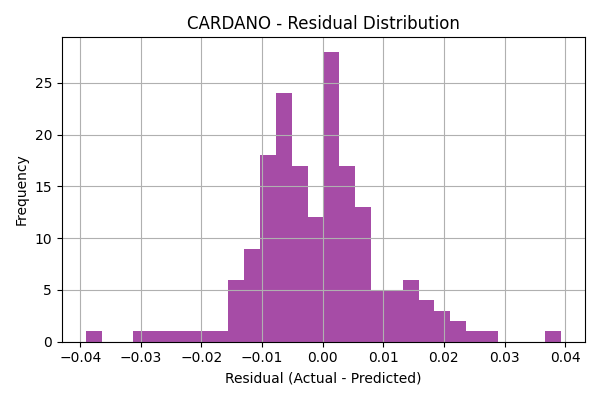 CARDANO - Residual Distribution
Frequency
25
20
15
10
5
0
−0.04 −0.03 −0.02 −0.01 0.00 0.01 0.02 0.03 0.04
Residual (Actual - Predicted)